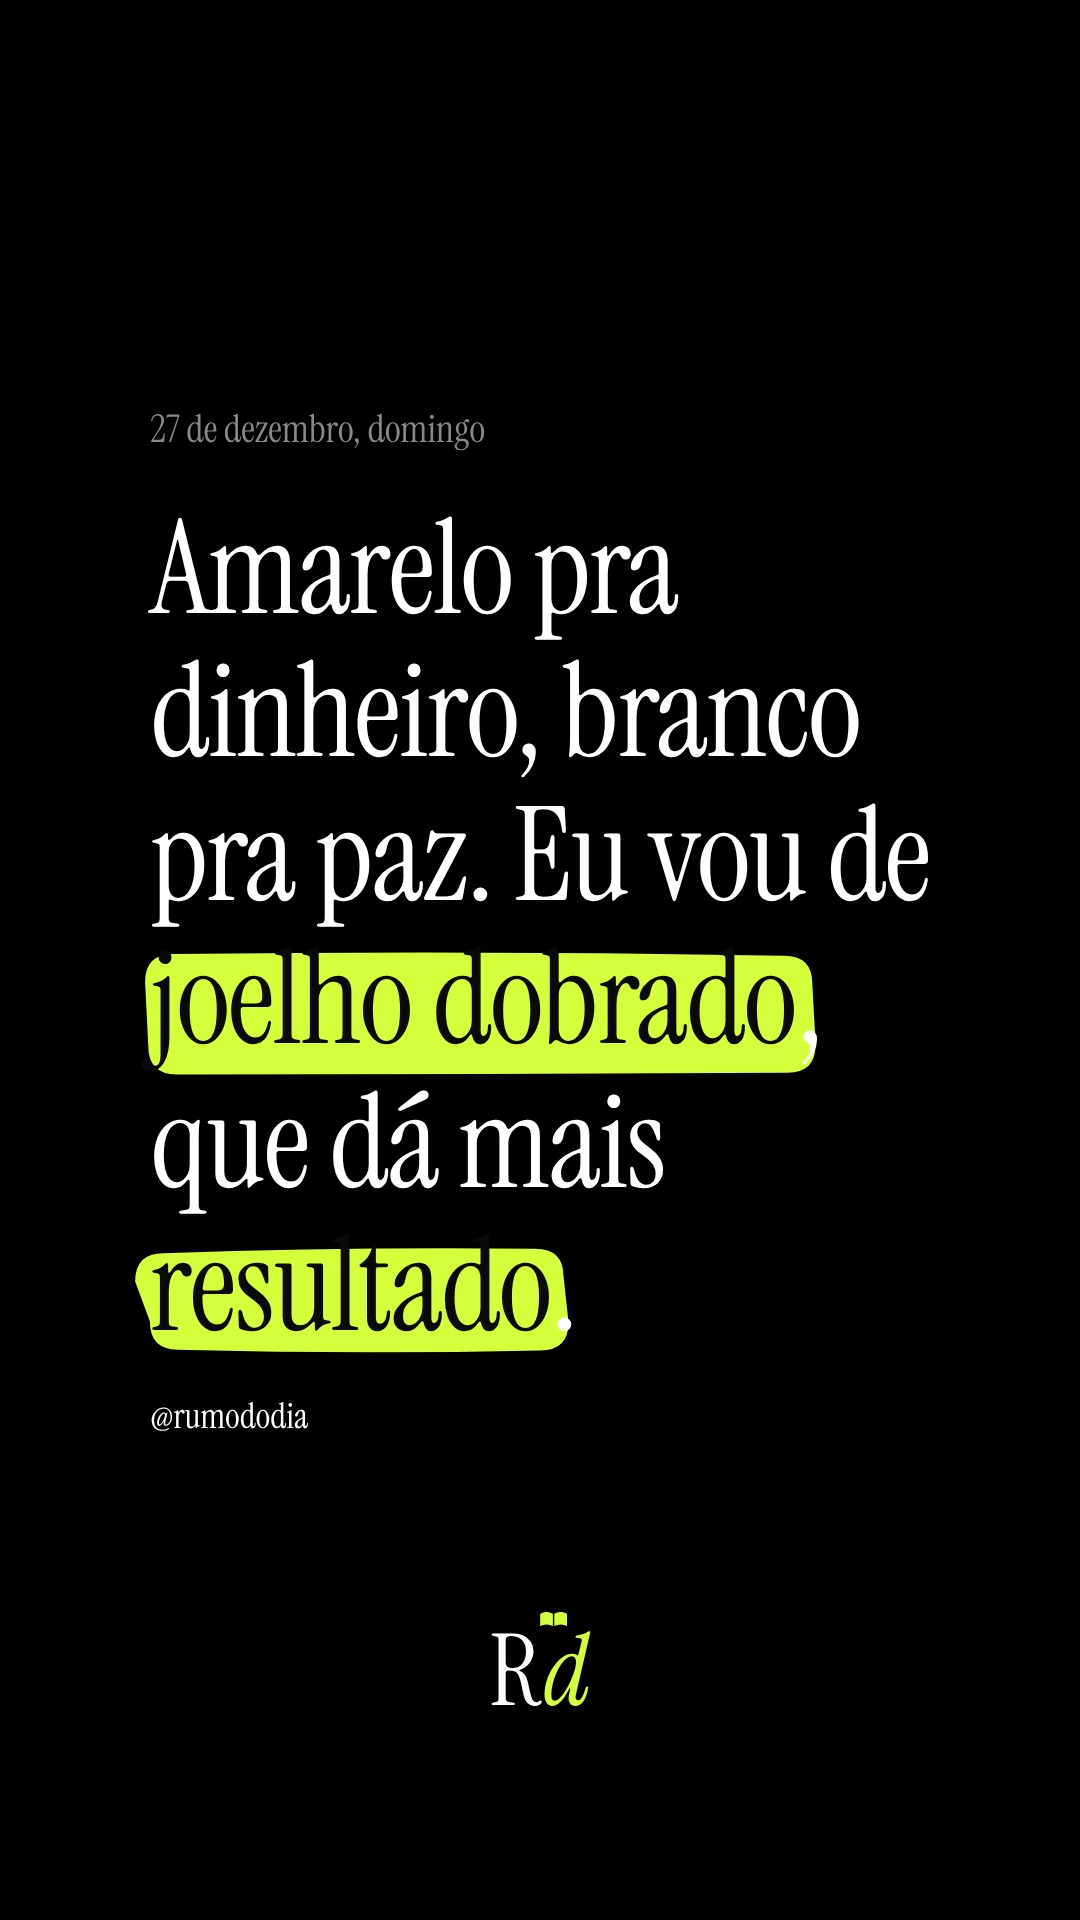 27 de dezembro, domingo
Amarelo pra
dinheiro, branco
pra paz. Eu vou de
joelho dobrado,
que dá mais
resultado.
@rumododia
Rd